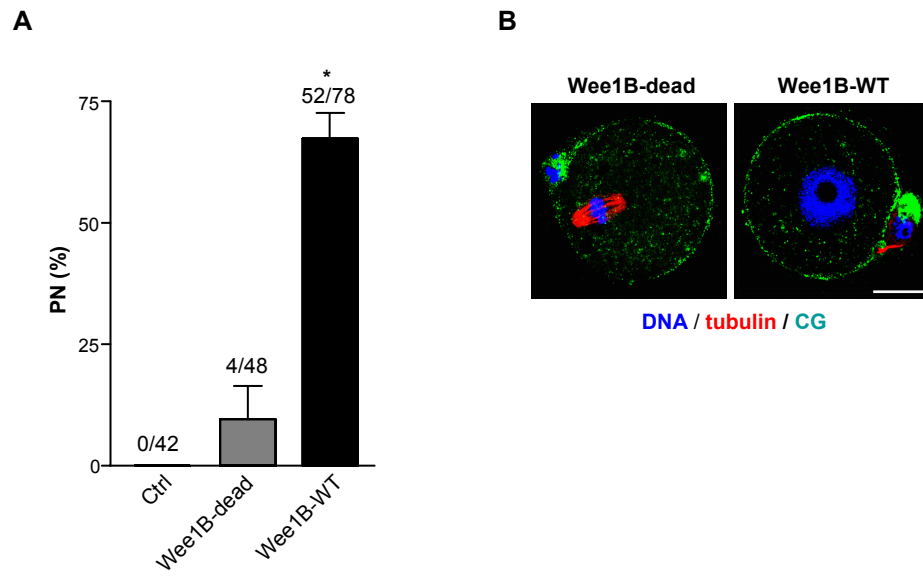 A
PN (%)
75
50
25
0
0/42
4/48
*
52/78
Ctrl
Wee1B-dead
Wee1B-WT
B
Wee1B-dead
Wee1B-WT
DNA / tubulin / CG